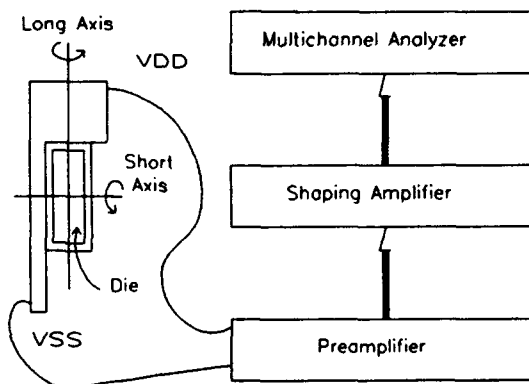 Long Axis
VDD
Multichannel Analyzer
Short
Axis
Shaping Amplifier
Die
VSS
Preamplifier